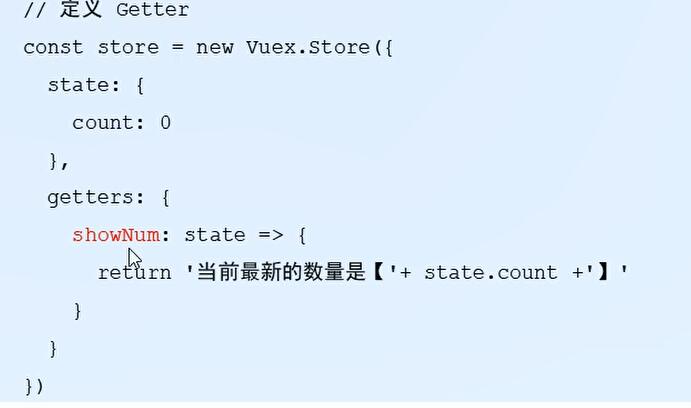 // 定义 Getter
const store = new Vuex.Store({
  state: {
    count: 0
  },
  getters: {
    showNum: state => {
      return '当前最新的数量是【'+ state.count +'】'
    }
  }
})